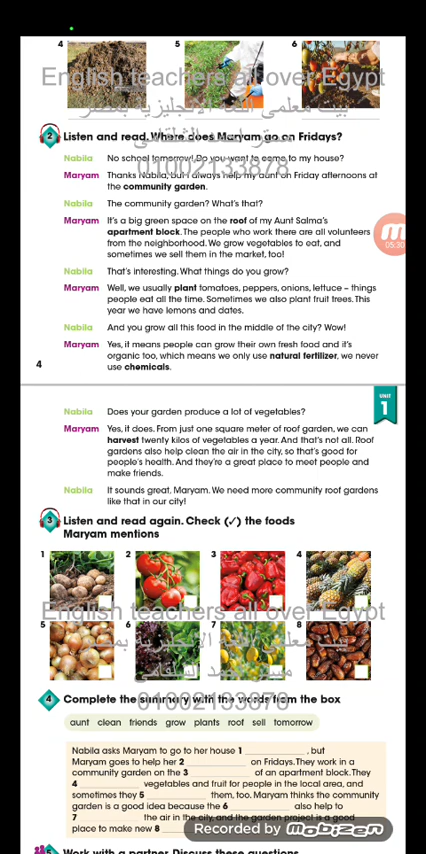 4 5 6
English teachers all over Egypt
بيت معلمى اللغة الإنجليزية بمصر
01002133878
2 Listen and read. Where does Maryam go on Fridays?
Nabila No school tomorrow! Do you want to come to my house?
Maryam Thanks Nabila, but I always help my aunt on Friday afternoons at
the community garden.
Nabila The community garden? What's that?
Maryam It's a big green space on the roof of my Aunt Salma's
apartment block. The people who work there are all volunteers
from the neighborhood. We grow vegetables to eat, and
sometimes we sell them in the market, too!
Nabila That's interesting. What things do you grow?
Maryam Well, we usually plant tomatoes, peppers, onions, lettuce – things
people eat all the time. Sometimes we also plant fruit trees. This
year we have lemons and dates.
Nabila And you grow all this food in the middle of the city? Wow!
Maryam Yes, it means people can grow their own fresh food and it's
organic too, which means we only use natural fertilizer, we never
use chemicals.
4
05:30
UNIT
1
Nabila Does your garden produce a lot of vegetables?
Maryam Yes, it does. From just one square meter of roof garden, we can
harvest twenty kilos of vegetables a year. And that's not all. Roof
gardens also help clean the air in the city, so that's good for
people's health. And they're a great place to meet people and
make friends.
Nabila It sounds great, Maryam. We need more community roof gardens
like that in our city!
3 Listen and read again. Check (✓) the foods
Maryam mentions
1 2 3 4
English teachers all over Egypt
5 6 7 8
01002133878
4 Complete the summary with the words from the box
aunt clean friends grow plants roof sell tomorrow
Nabila asks Maryam to go to her house 1 ____________, but
Maryam goes to help her 2 ____________ on Fridays. They work in a
community garden on the 3 ____________ of an apartment block. They
4 ____________ vegetables and fruit for people in the local area, and
sometimes they 5 ____________ them, too. Maryam thinks the community
garden is a good idea because the 6 ____________ also help to
7 ____________ the air in the city, and the garden project is a good
place to make new 8
Recorded by mobizen
5 Work with a partner. Discuss these questions